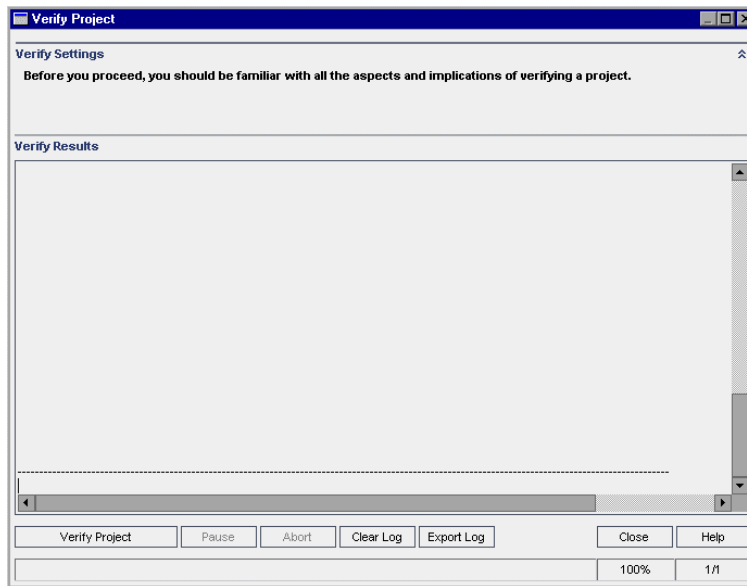 Verify Project
Verify Settings
Before you proceed, you should be familiar with all the aspects and implications of verifying a project.
Verify Results
--------------------------------------------------------------------------------------------------------------------------------
Verify Project Pause Abort Clear Log Export Log Close Help
100% 1/1